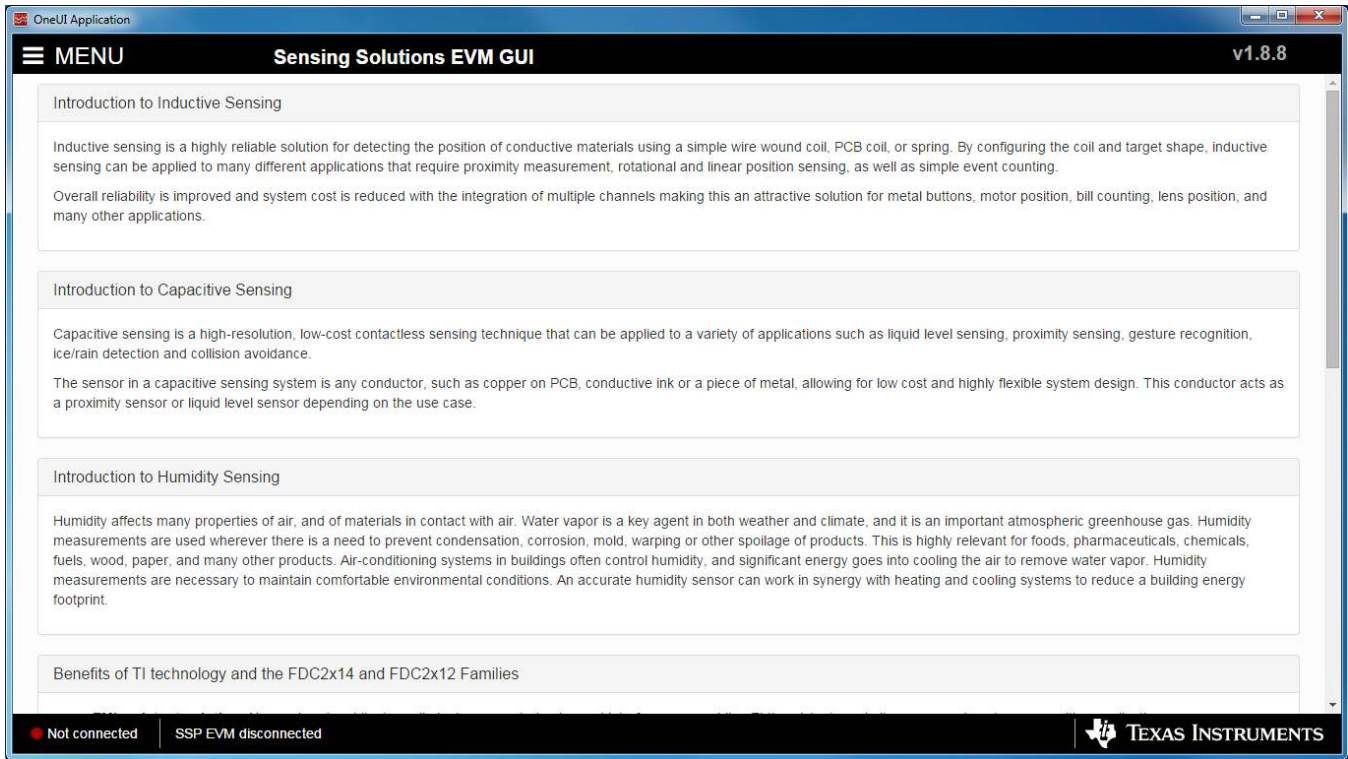 OneUI Application
MENU
Sensing Solutions EVM GUI
v1.8.8
Introduction to Inductive Sensing
Inductive sensing is a highly reliable solution for detecting the position of conductive materials using a simple wire wound coil, PCB coil, or spring. By configuring the coil and target shape, inductive
sensing can be applied to many different applications that require proximity measurement, rotational and linear position sensing, as well as simple event counting.
Overall reliability is improved and system cost is reduced with the integration of multiple channels making this an attractive solution for metal buttons, motor position, bill counting, lens position, and
many other applications.
Introduction to Capacitive Sensing
Capacitive sensing is a high-resolution, low-cost contactless sensing technique that can be applied to a variety of applications such as liquid level sensing, proximity sensing, gesture recognition,
ice/rain detection and collision avoidance.
The sensor in a capacitive sensing system is any conductor, such as copper on PCB, conductive ink or a piece of metal, allowing for low cost and highly flexible system design. This conductor acts as
a proximity sensor or liquid level sensor depending on the use case.
Introduction to Humidity Sensing
Humidity affects many properties of air, and of materials in contact with air. Water vapor is a key agent in both weather and climate, and it is an important atmospheric greenhouse gas. Humidity
measurements are used wherever there is a need to prevent condensation, corrosion, mold, warping or other spoilage of products. This is highly relevant for foods, pharmaceuticals, chemicals,
fuels, wood, paper, and many other products. Air-conditioning systems in buildings often control humidity, and significant energy goes into cooling the air to remove water vapor. Humidity
measurements are necessary to maintain comfortable environmental conditions. An accurate humidity sensor can work in synergy with heating and cooling systems to reduce a building energy
footprint.
Benefits of TI technology and the FDC2x14 and FDC2x12 Families
Not connected
SSP EVM disconnected
TEXAS INSTRUMENTS